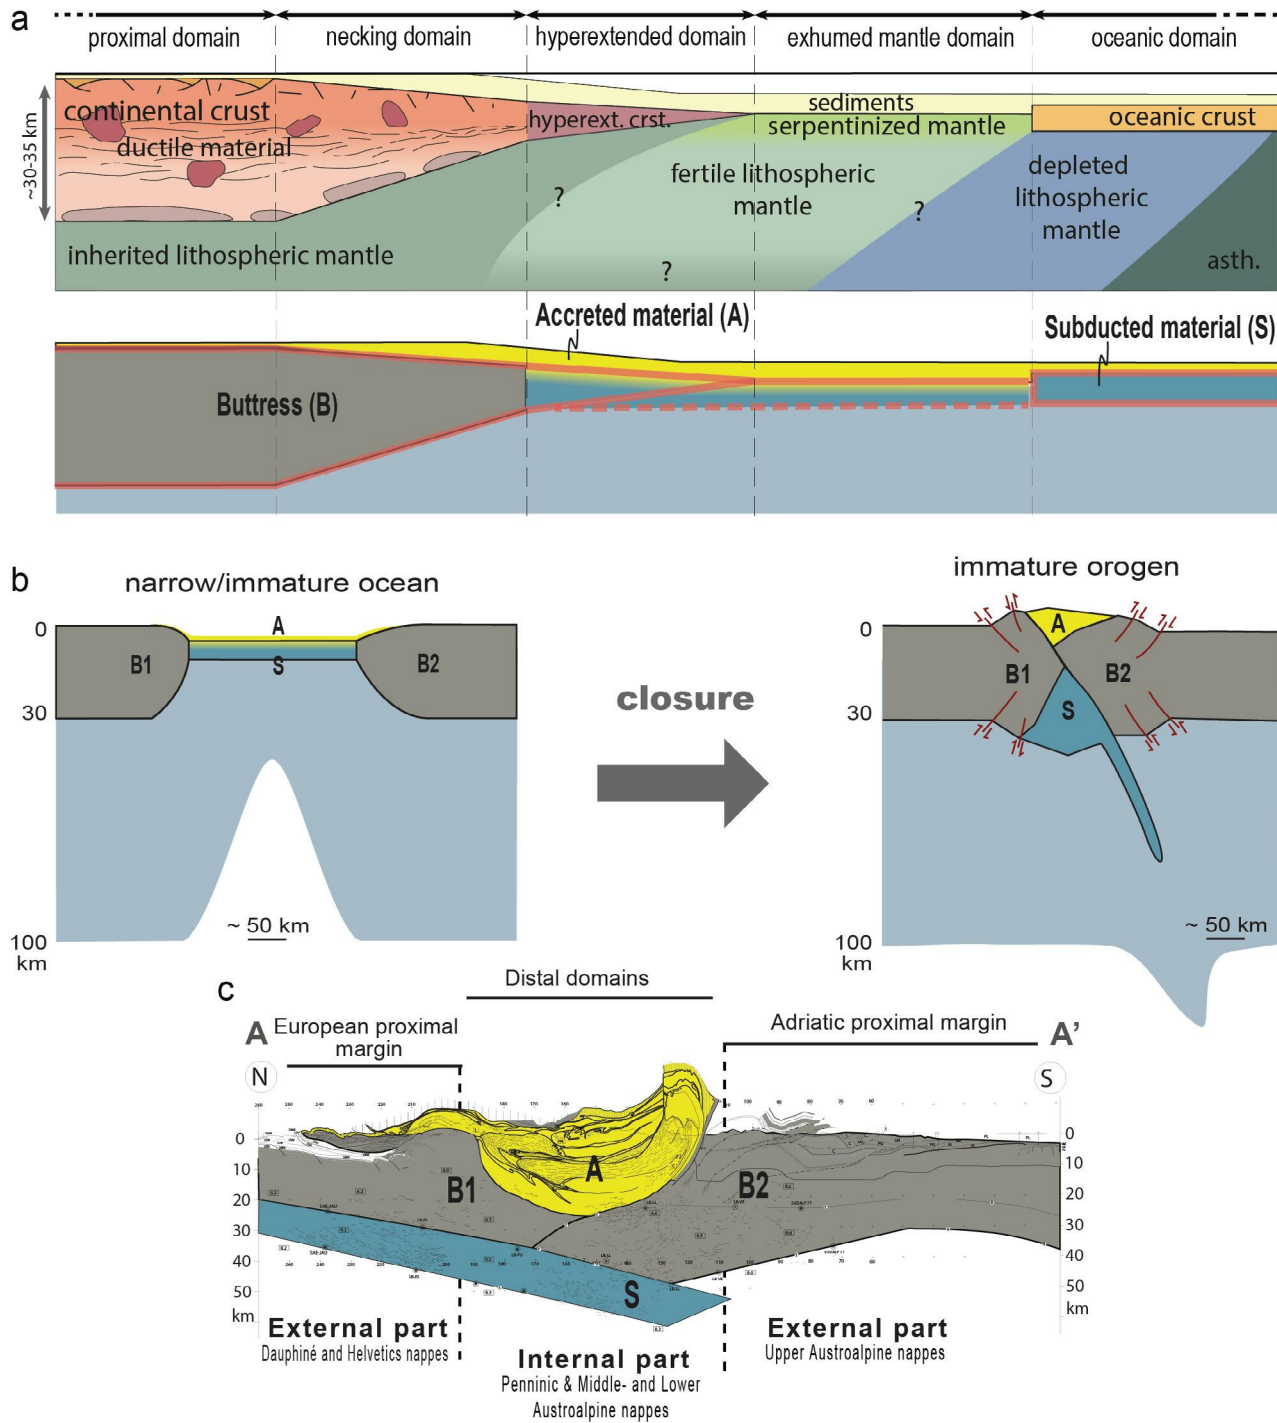 a
proximal domain
necking domain
hyperextended domain
exhumed mantle domain
oceanic domain
~30-35 km
continental crust
ductile material
hyperext. crst.
sediments
serpentinized mantle
oceanic crust
fertile lithospheric
mantle
depleted
lithospheric
mantle
?
?
?
inherited lithospheric mantle
asth.
Accreted material (A)
Subducted material (S)
Buttress (B)
b
narrow/immature ocean
immature orogen
0
A
B1
B2
S
30
100
km
~ 50 km
closure
0
A
B1
B2
S
30
100
km
~ 50 km
c
Distal domains
A
European proximal
margin
Adriatic proximal margin
A'
N
S
0
10
20
30
40
50
km
B1
A
B2
S
0
10
20
30
40
50
km
External part
Dauphiné and Helvetics nappes
Internal part
Penninic & Middle- and Lower
Austroalpine nappes
External part
Upper Austroalpine nappes